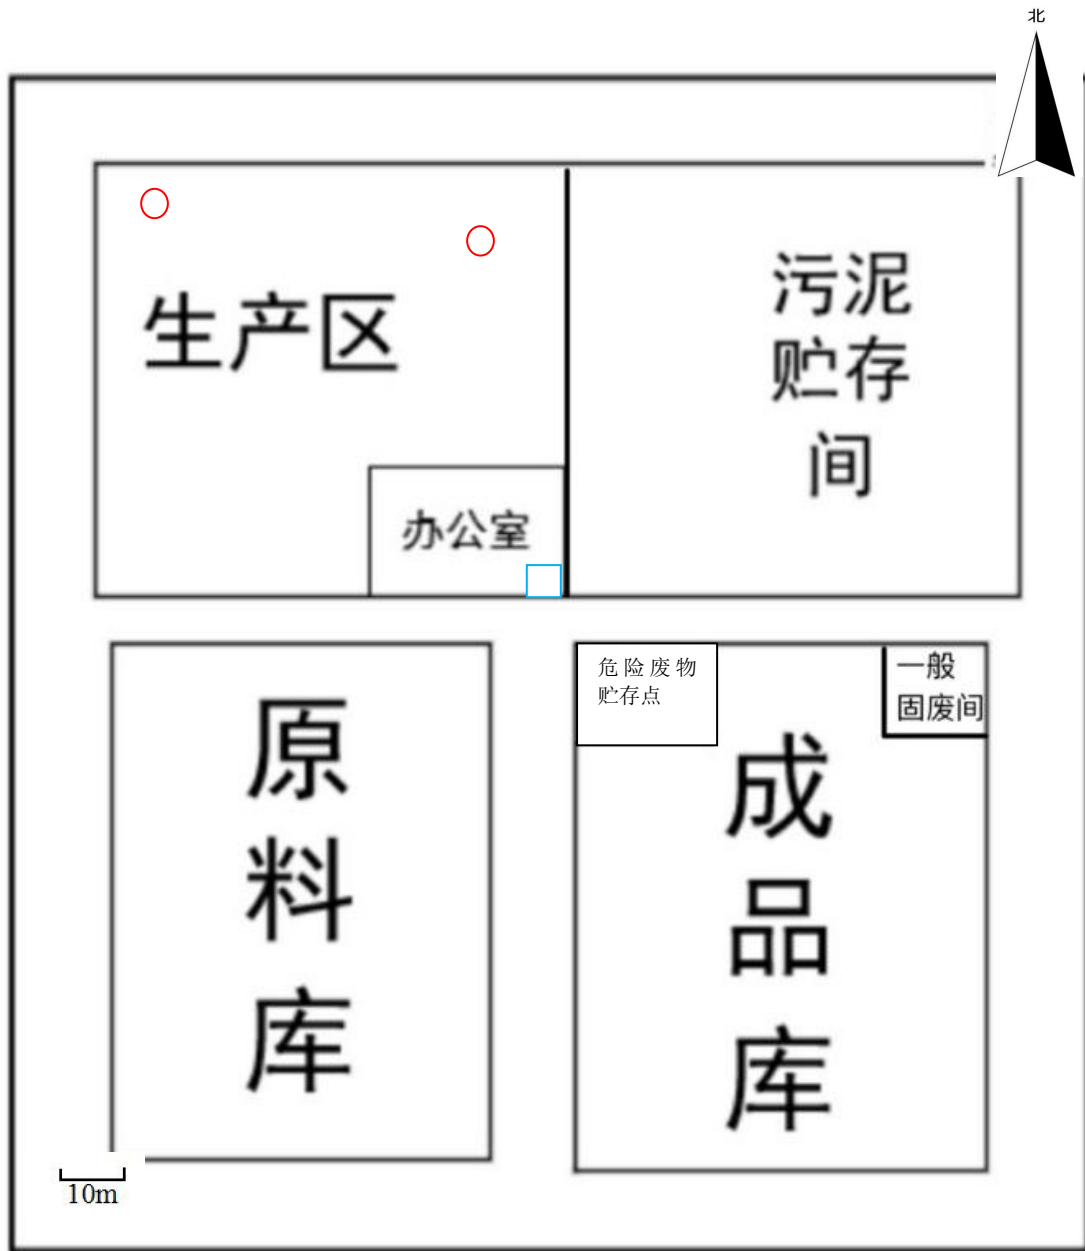 北
生产区
污泥
贮存
间
办公室
危险废物
贮存点
一般
固废间
原
料
库
成
品
库
10m